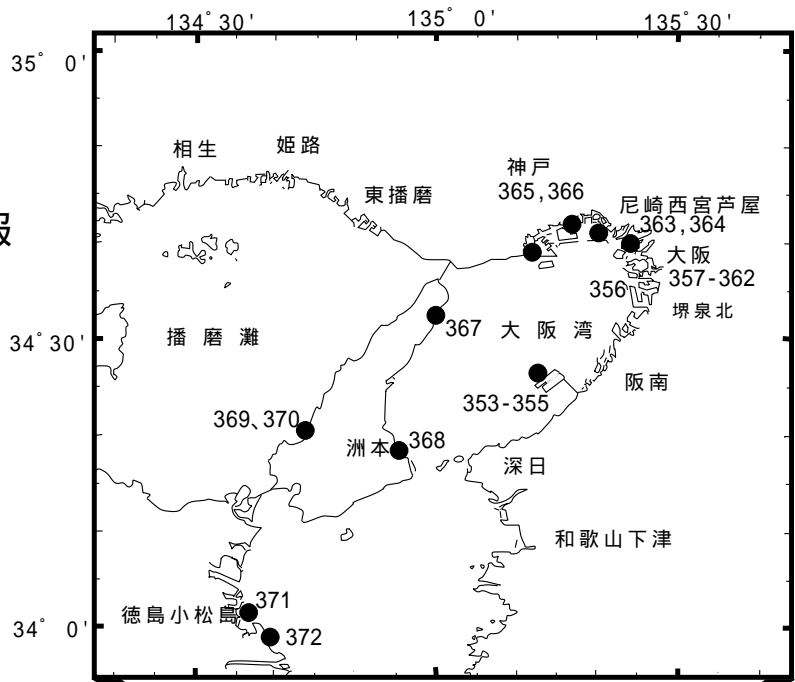 134°30'
135° 0'
135°30'
35° 0'
相生
姫路
神戸
365,366
東播磨
尼崎西宮芦屋
363,364
報
大阪
357-362
356
堺泉北
367
大阪湾
播磨灘
34°30'
阪南
353-355
369、370
洲本
368
深日
和歌山下津
371
徳島小松島
34° 0'
372